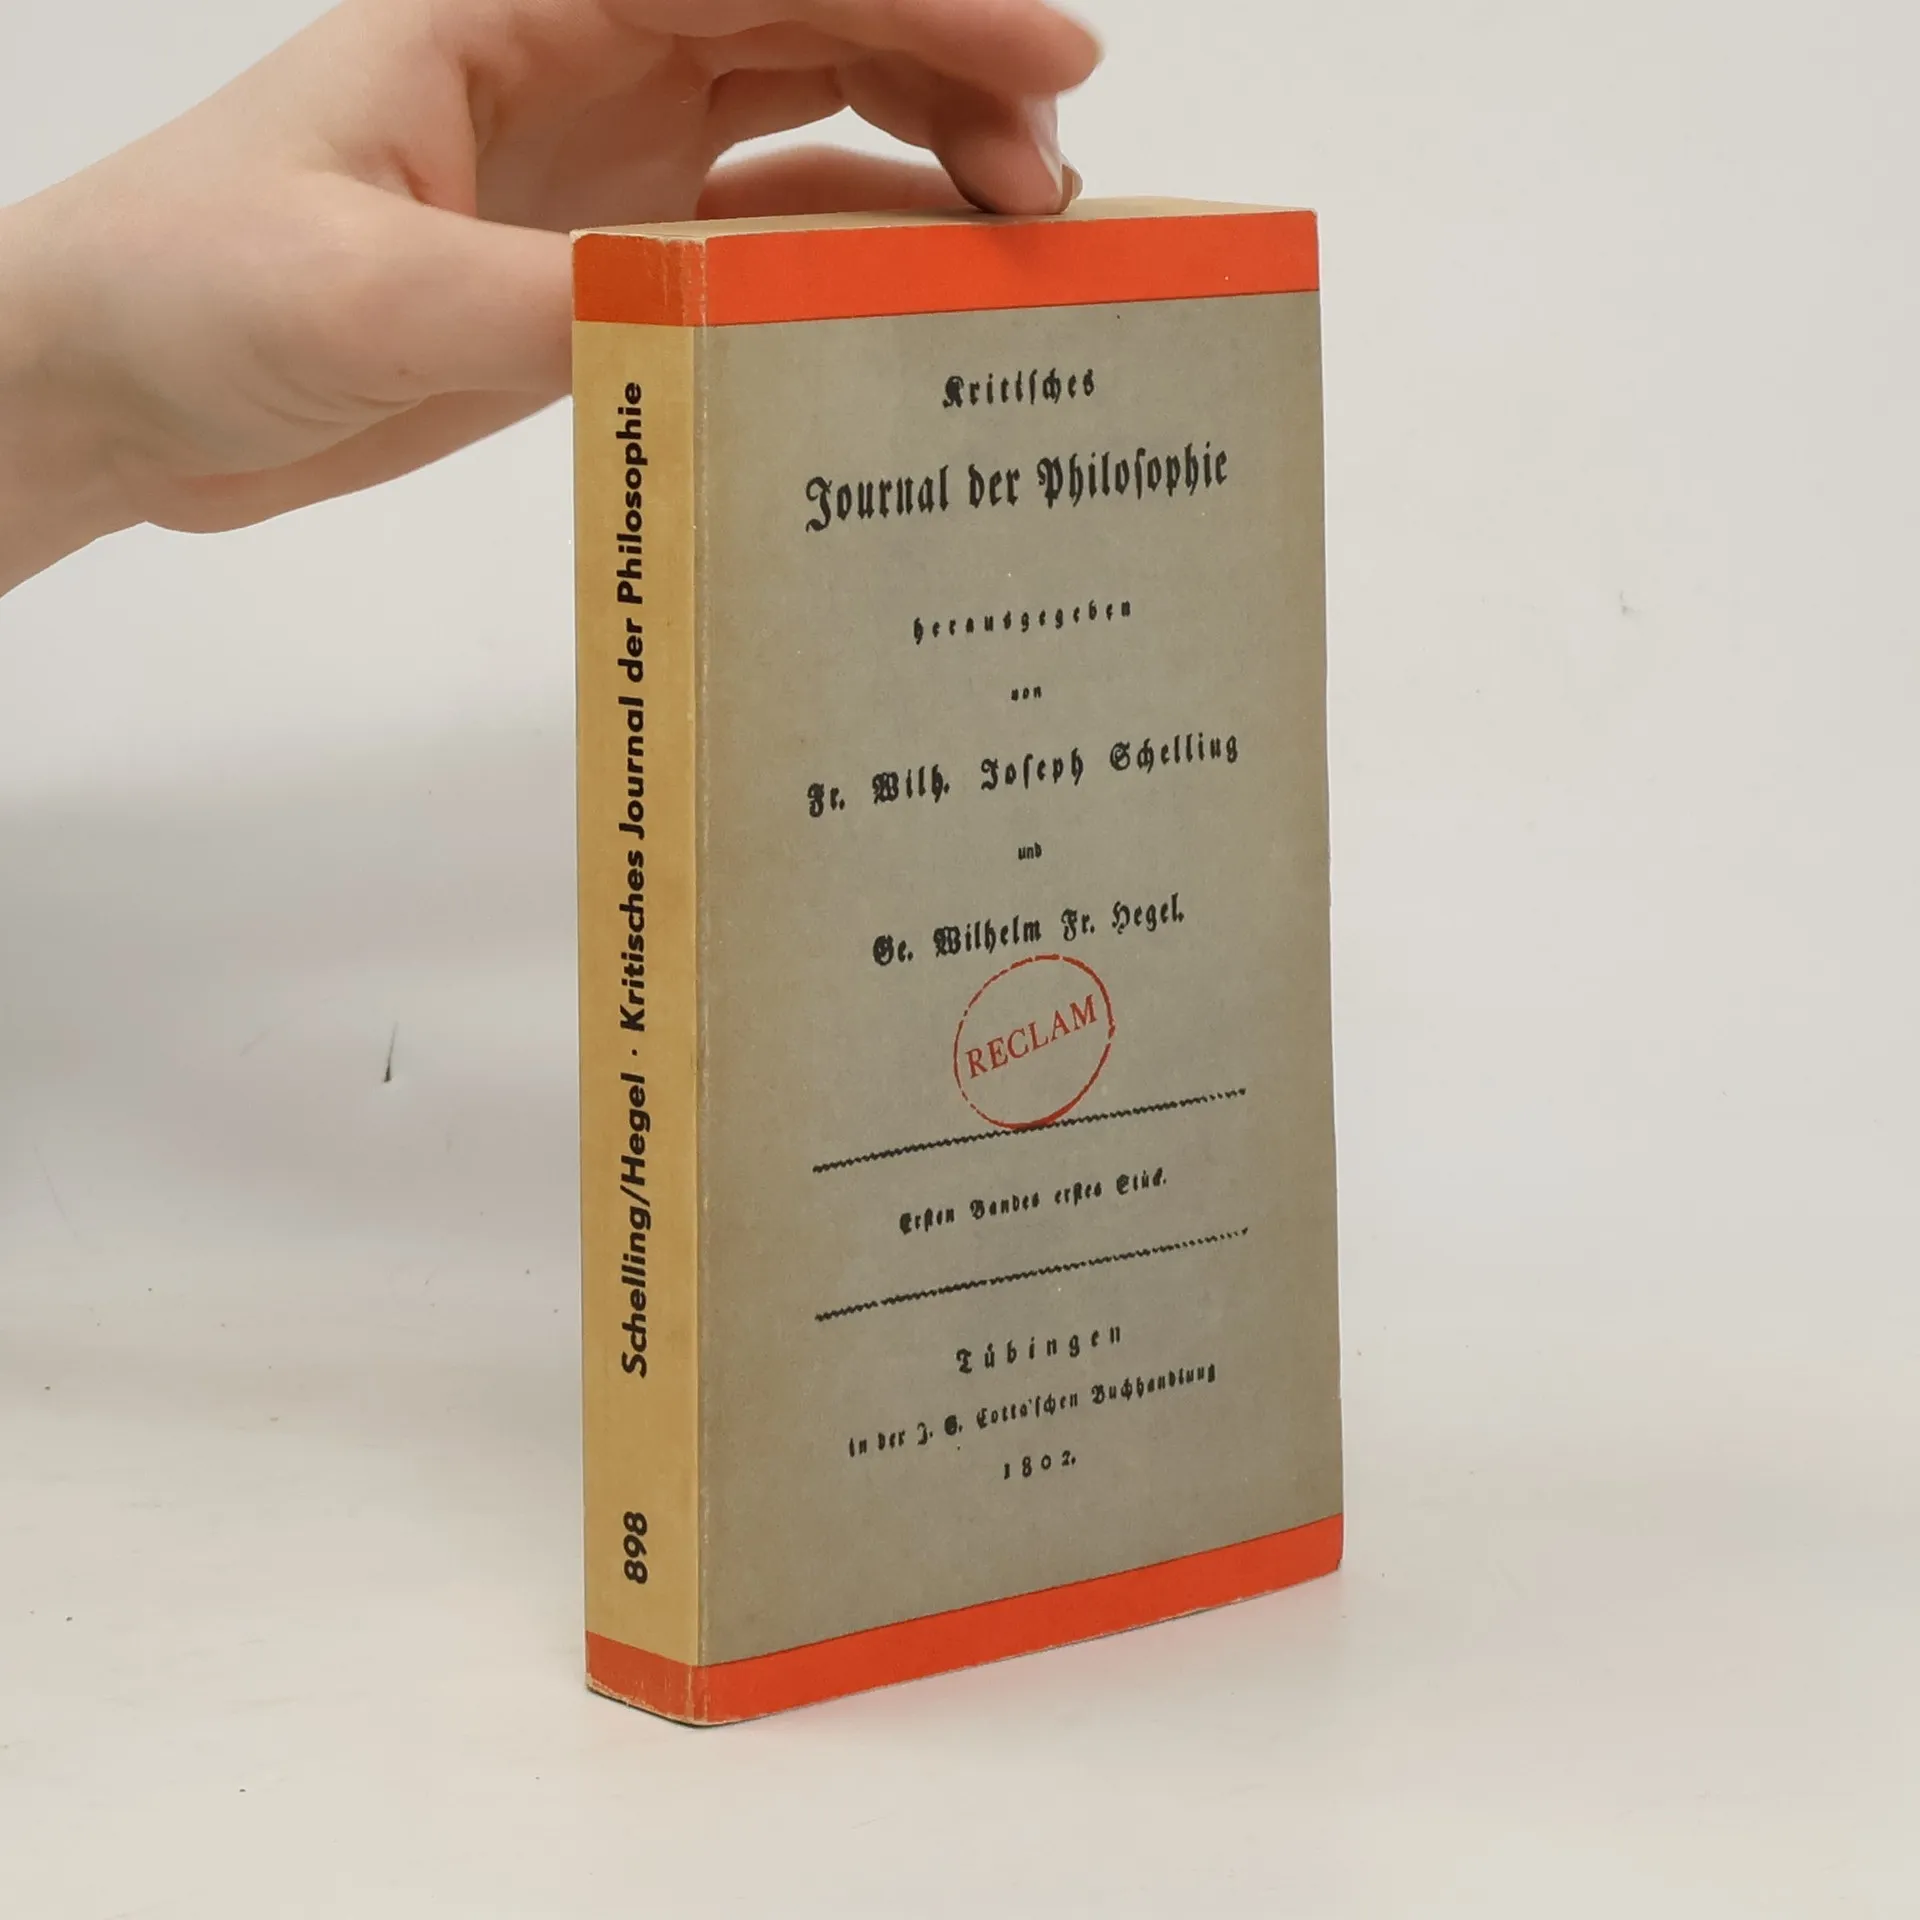 Schelling/Hegel · Kritisches Journal der Philosophie
898
Kritiſches
Journal der Philoſophie
herausgegeben
von
Fr. Wilh. Joſeph Schelling
und
Ge. Wilhelm Fr. Hegel.
RECLAM
Erſten Bandes erſtes Stück.
Tübingen
in der J. G. Cotta'ſchen Buchhandlung
1802.